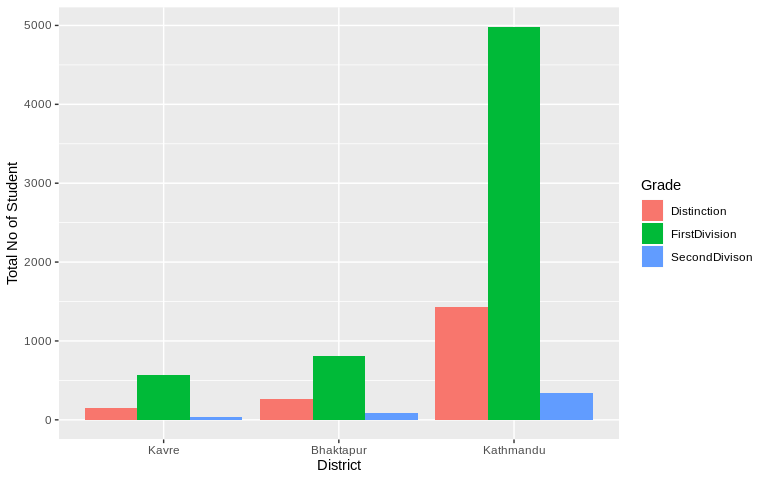 5000
4000
3000
2000
1000
0
Total No of Student
Kavre
Bhaktapur
Kathmandu
District
Grade
Distinction
FirstDivision
SecondDivison